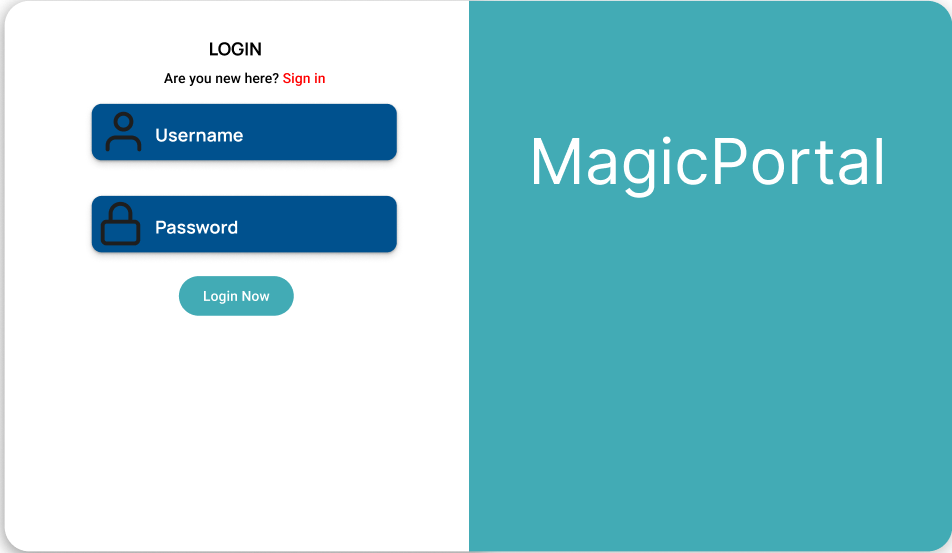 LOGIN
Are you new here? Sign in
Username
Password
Login Now
MagicPortal